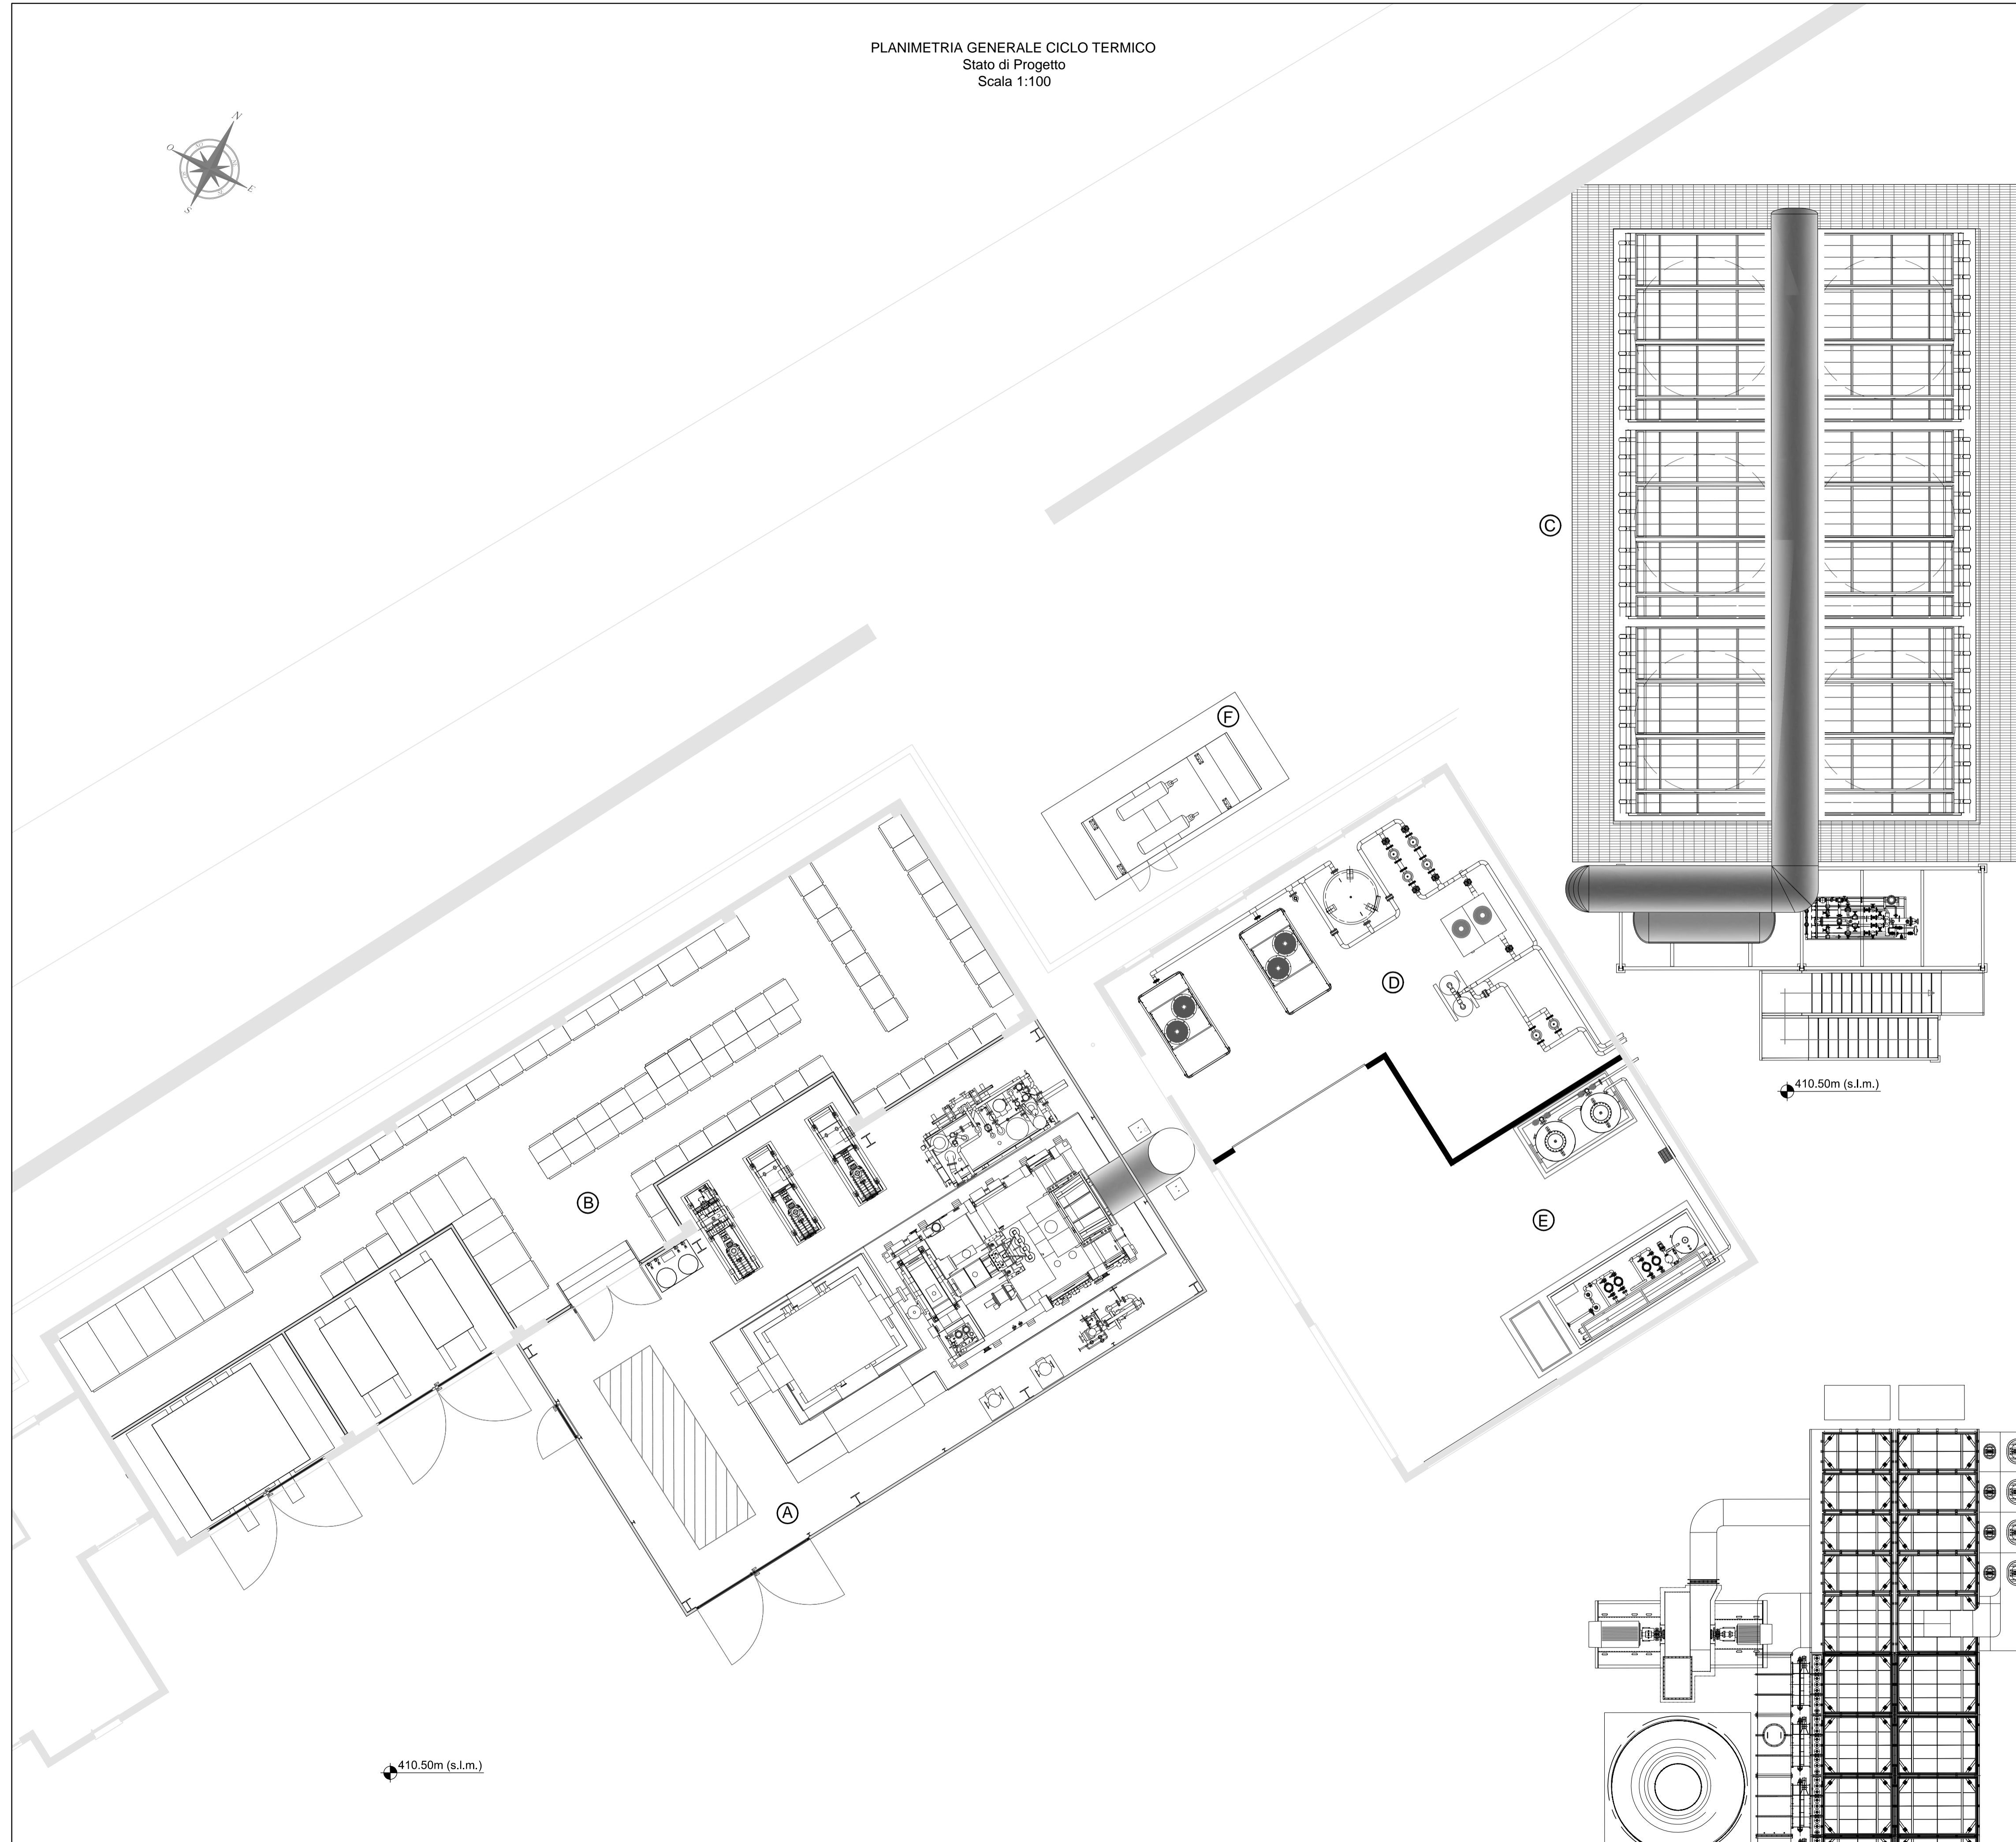 PLANIMETRIA GENERALE CICLO TERMICO
Stato di Progetto
Scala 1:100
N
O
E
S
C
F
D
410.50m (s.l.m.)
B
E
A
410.50m (s.l.m.)